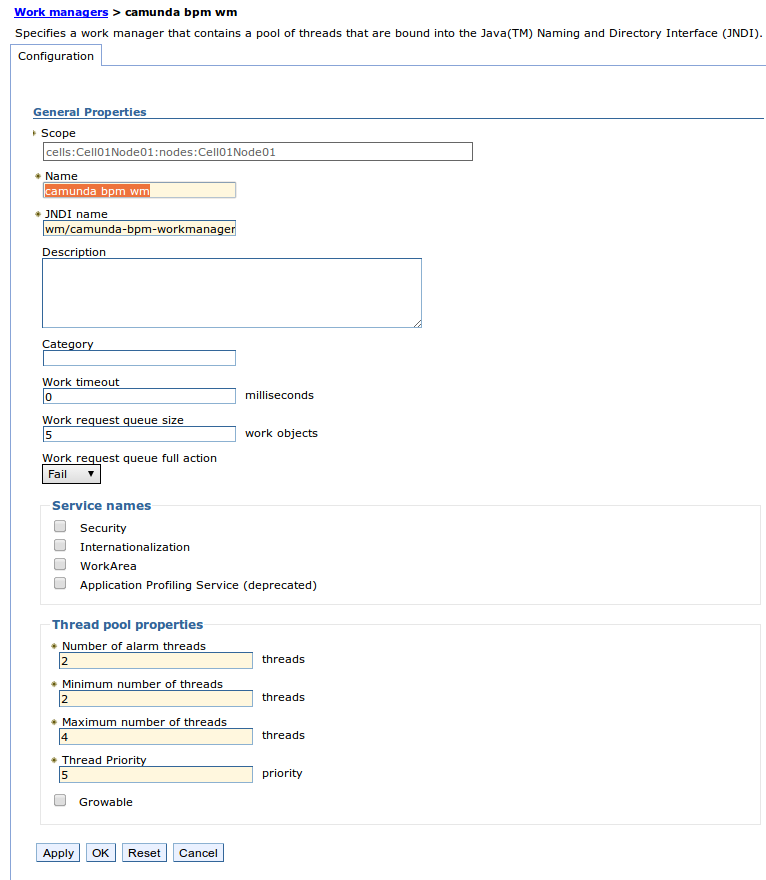 Work managers > camunda bpm wm
Specifies a work manager that contains a pool of threads that are bound into the Java(TM) Naming and Directory Interface (JNDI).
Configuration
General Properties
Scope
cells:Cell01Node01:nodes:Cell01Node01
Name
camunda bpm wm
JNDI name
wm/camunda-bpm-workmanager
Description
Category
Work timeout
0 milliseconds
Work request queue size
5 work objects
Work request queue full action
Fail
Service names
Security
Internationalization
WorkArea
Application Profiling Service (deprecated)
Thread pool properties
Number of alarm threads
2 threads
Minimum number of threads
2 threads
Maximum number of threads
4 threads
Thread Priority
5 priority
Growable
Apply OK Reset Cancel